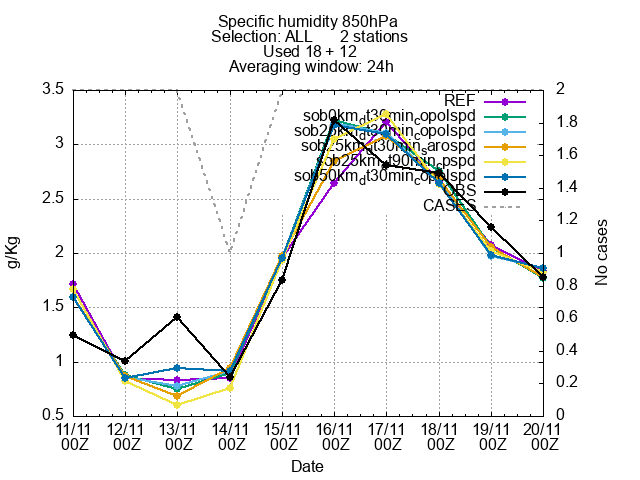 Specific humidity 850hPa
Selection: ALL 2 stations
Used 18 + 12
Averaging window: 24h
3.5
3
2.5
2
1.5
1
0.5
g/Kg
2
1.8
1.6
1.4
1.2
1
0.8
0.6
0.4
0.2
0
No cases
REF
CASES
11/11 12/11 13/11 14/11 15/11 16/11 17/11 18/11 19/11 20/11
00Z 00Z 00Z 00Z 00Z 00Z 00Z 00Z 00Z 00Z
Date